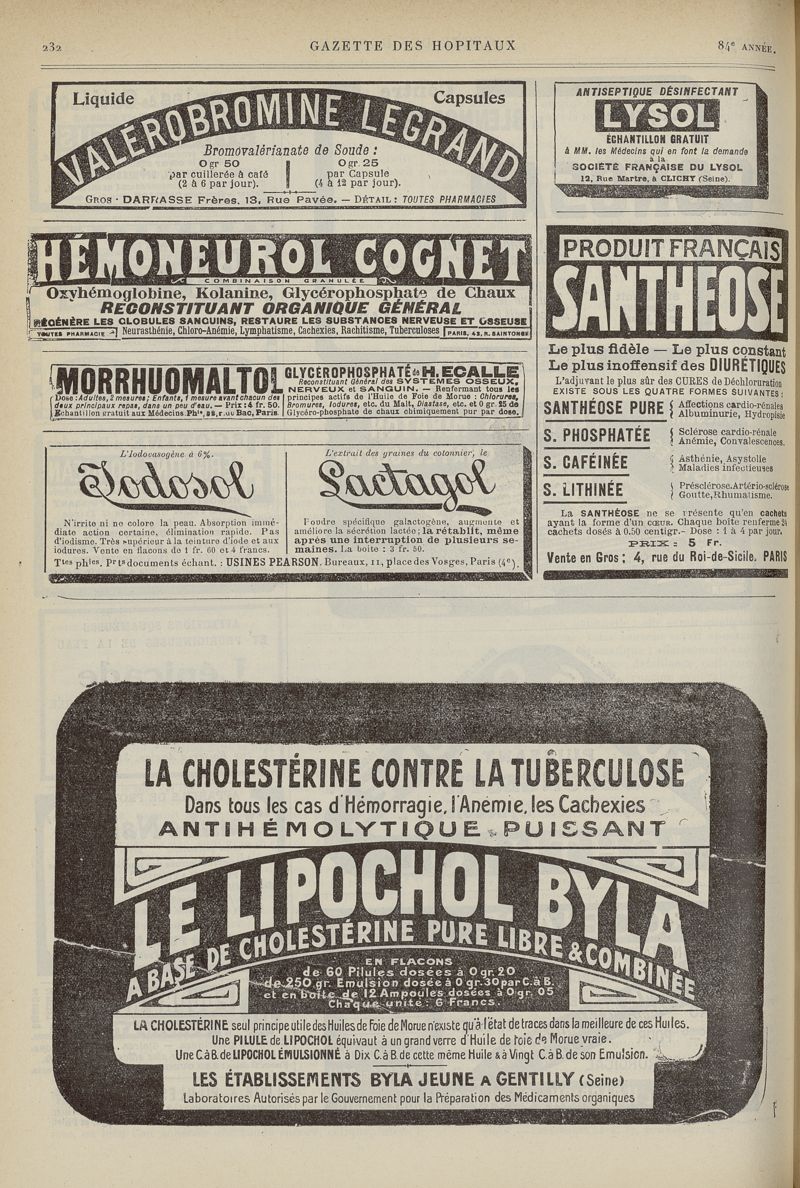 232
GAZETTE DES HOPITAUX
84e ANNÉE.
Liquide
Capsules
VALÉROBROMINE LEGRAND
Bromovalérianate de Soude :
0 gr 50
par cuillerée à café
(2 à 6 par jour).
0 gr. 25
par Capsule
(4 à 12 par jour).
GROS · DARRASSE Frères, 13, Rue Pavée. — DÉTAIL : TOUTES PHARMACIES
HÉMONEUROL COGNET
COMBINAISON GRANULÉE
Oxyhémoglobine, Kolanine, Glycérophosphate de Chaux
RECONSTITUANT ORGANIQUE GÉNÉRAL
RÉGÉNÈRE LES GLOBULES SANGUINS, RESTAURE LES SUBSTANCES NERVEUSE ET OSSEUSE
TOUTES PHARMACIE
Neurasthénie, Chloro-Anémie, Lymphatisme, Cachexies, Rachitisme, Tuberculoses
PARIS, 43, R. SAINTONGE
MORRHUOMALTOL
GLYCÉROPHOSPHATÉ de H. ECALLE
Reconstituant Général des SYSTEMES OSSEUX,
NERVEUX et SANGUIN. — Renfermant tous les
principes actifs de l'Huile de Foie de Morue : Chlorures,
Bromures, Iodures, etc. du Malt, Diastase, etc. et 0 gr. 25 de
Glycéro-phosphate de chaux chimiquement pur par dose.
Dose : Adultes, 2 mesures ; Enfants, 1 mesure avant chacun des
deux principaux repas, dans un peu d'eau. — Prix : 4 fr. 50.
Echantillon gratuit aux Médecins. Phie, 38, r. du Bac, Paris
L'Iodovasogène à 6%.
Iodosol
N'irrite ni ne colore la peau. Absorption immé-
diate action certaine, élimination rapide. Pas
d'iodisme. Très supérieur à la teinture d'iode et aux
iodures. Vente en flacons de 1 fr. 60 et 4 francs.
L'extrait des graines du cotonnier, le
Lactagol
Poudre spécifique galactogène, augmente et
améliore la sécrétion lactée ; la rétablit, même
après une interruption de plusieurs se-
maines. La boite : 3 fr. 50.
Ttes phies. Prts documents échant. : USINES PEARSON. Bureaux, 11, place des Vosges, Paris (4e).
ANTISEPTIQUE DÉSINFECTANT
LYSOL
ÉCHANTILLON GRATUIT
à MM. les Médecins qui en font la demande
à la
SOCIÉTÉ FRANÇAISE DU LYSOL
12, Rue Martre, à CLICHY (Seine).
PRODUIT FRANÇAIS
SANTHEOSE
Le plus fidèle — Le plus constant
Le plus inoffensif des DIURÉTIQUES
L'adjuvant le plus sûr des CURES de Déchloruration
EXISTE SOUS LES QUATRE FORMES SUIVANTES :
SANTHÉOSE PURE { Affections cardio-rénales
Albuminurie, Hydropisie
S. PHOSPHATÉE { Sclérose cardio-rénale
Anémie, Convalescences.
S. CAFÉINÉE { Asthénie, Asystolie
Maladies infectieuses
S. LITHINÉE { Présclérose. Artério-sclérose
Goutte, Rhumatisme.
La SANTHÉOSE ne se présente qu'en cachets
ayant la forme d'un cœur. Chaque boîte renferme 24
cachets dosés à 0.50 centigr. - Dose : 1 à 4 par jour.
PRIX : 5 Fr.
Vente en Gros : 4, rue du Roi-de-Sicile. PARIS
LA CHOLESTÉRINE CONTRE LA TUBERCULOSE
Dans tous les cas d'Hémorragie, l'Anémie, les Cachexies
ANTIHÉMOLYTIQUE PUISSANT
LE LIPOCHOL BYLA
A BASE DE CHOLESTÉRINE PURE LIBRE & COMBINÉE
EN FLACONS
de 60 Pilules dosées à 0 gr. 20
de 250 gr. Emulsion dosée à 0 gr. 30 par C. à B.
et en boîte de 12 Ampoules dosées à 0 gr. 05
Chaque unité : 6 Francs.
LA CHOLESTÉRINE seul principe utile des Huiles de Foie de Morue n'existe qu'à l'état de traces dans la meilleure de ces Huiles.
Une PILULE de LIPOCHOL équivaut à un grand verre d'Huile de foie de Morue vraie.
Une C. à B. de LIPOCHOL ÉMULSIONNÉ à Dix C. à B. de cette même Huile & à Vingt C. à B. de son Emulsion.
LES ÉTABLISSEMENTS BYLA JEUNE A GENTILLY (Seine)
Laboratoires Autorisés par le Gouvernement pour la Préparation des Médicaments organiques